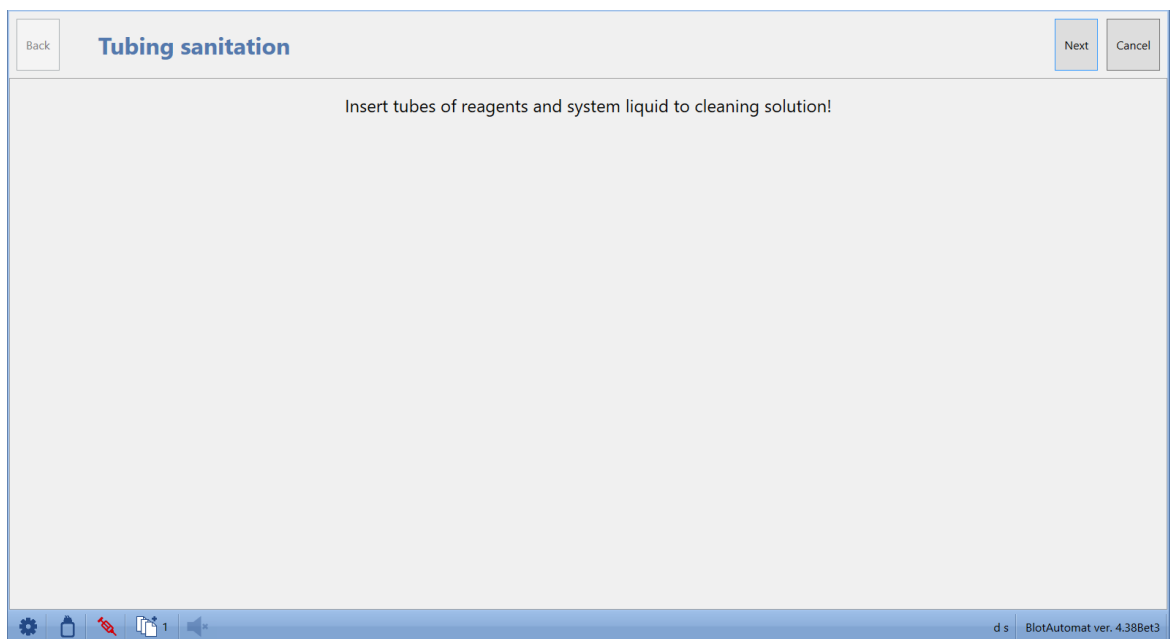 Back
Tubing sanitation
Next
Cancel
Insert tubes of reagents and system liquid to cleaning solution!
1
d s
BlotAutomat ver. 4.38Bet3